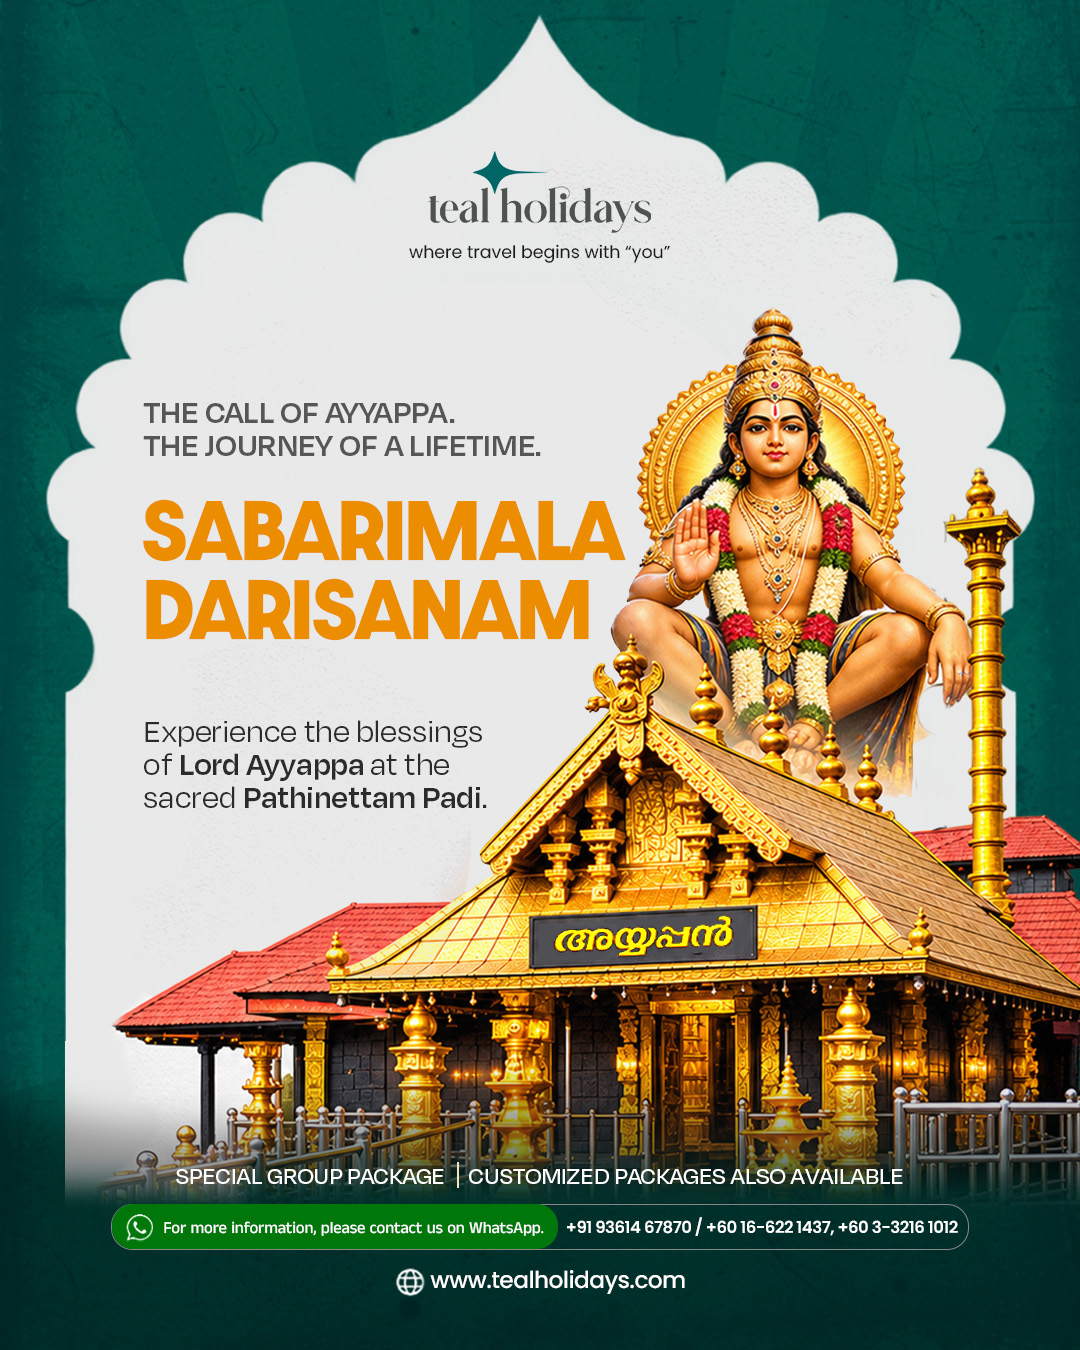 teal holidays
where travel begins with “you”
THE CALL OF AYYAPPA.
THE JOURNEY OF A LIFETIME.
SABARIMALA
DARISANAM
Experience the blessings
of Lord Ayyappa at the
sacred Pathinettam Padi.
അയ്യപ്പൻ
SPECIAL GROUP PACKAGE | CUSTOMIZED PACKAGES ALSO AVAILABLE
For more information, please contact us on WhatsApp. +91 93614 67870 / +60 16-622 1437, +60 3-3216 1012
www.tealholidays.com